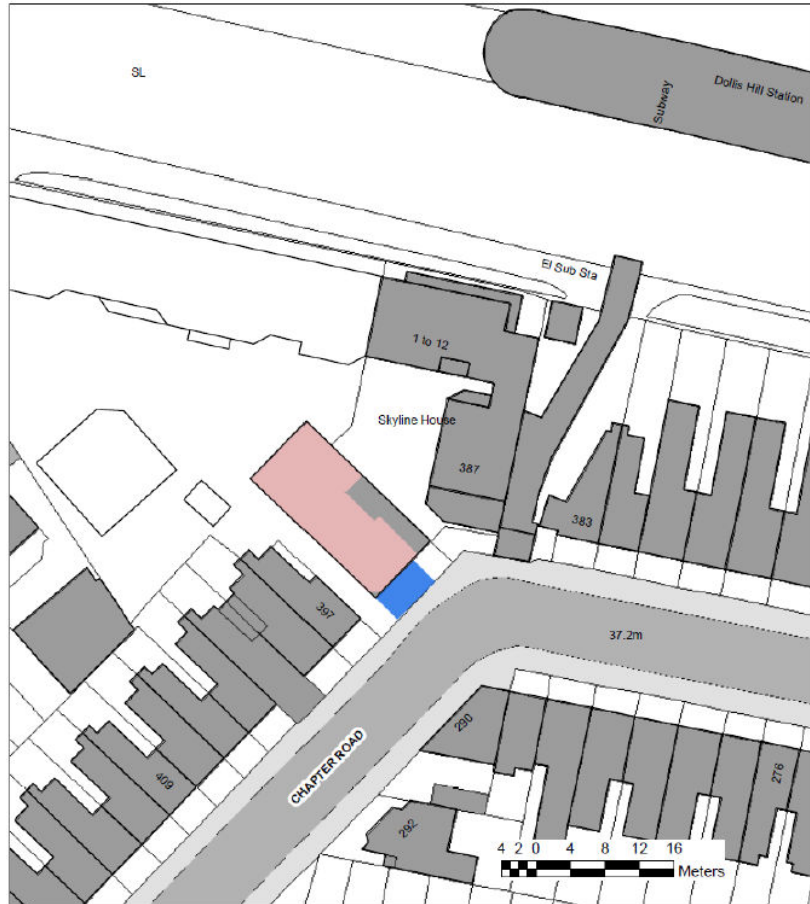 SL
Dollis Hill Station
Subway
El Sub Sta
1 to 12
Skyline House
387
383
397
37.2m
CHAPTER ROAD
409
290
276
292
4 2 0 4 8 12 16
Meters